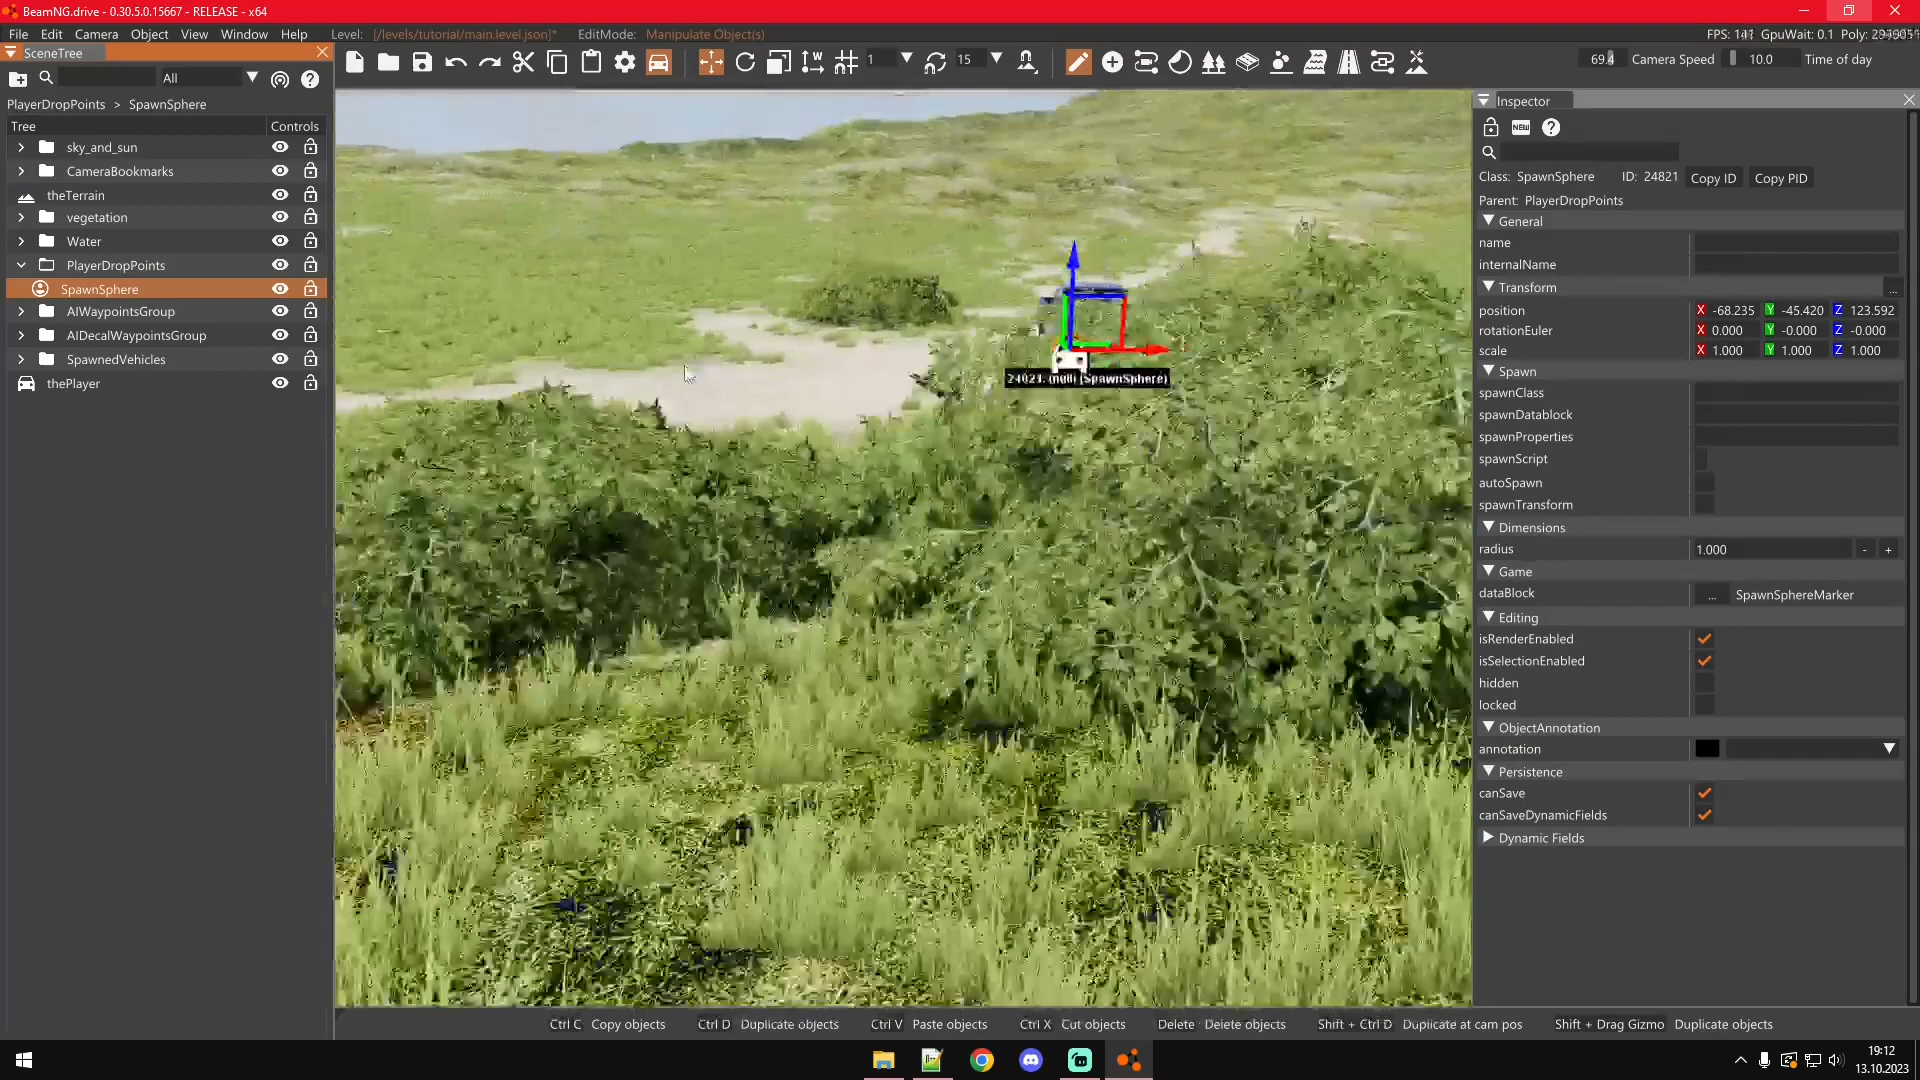 BeamNG.drive - 0.30.5.0.15667 - RELEASE - x64
File Edit Camera Object View Window Help Level: [/levels/tutorial/main.level.json]* EditMode: Manipulate Object(s)
GpuWait: 0.1
SceneTree
1 15 69.4 Camera Speed 10.0 Time of day
All
PlayerDropPoints > SpawnSphere
Tree Controls
sky_and_sun
CameraBookmarks
theTerrain
vegetation
Water
PlayerDropPoints
SpawnSphere
AIWaypointsGroup
AIDecalWaypointsGroup
SpawnedVehicles
thePlayer
(SpawnSphere)
Inspector
NEW
Class: SpawnSphere ID: 24821 Copy ID Copy PID
Parent: PlayerDropPoints
General
name
internalName
Transform ...
position X -68.235 Y -45.420 Z 123.592
rotationEuler X 0.000 Y -0.000 Z -0.000
scale X 1.000 Y 1.000 Z 1.000
Spawn
spawnClass
spawnDatablock
spawnProperties
spawnScript
autoSpawn
spawnTransform
Dimensions
radius 1.000 - +
Game
dataBlock ... SpawnSphereMarker
Editing
isRenderEnabled
isSelectionEnabled
hidden
locked
ObjectAnnotation
annotation
Persistence
canSave
canSaveDynamicFields
Dynamic Fields
Ctrl C Copy objects Ctrl D Duplicate objects Ctrl V Paste objects Ctrl X Cut objects Delete Delete objects Shift + Ctrl D Duplicate at cam pos Shift + Drag Gizmo Duplicate objects
19:12
13.10.2023